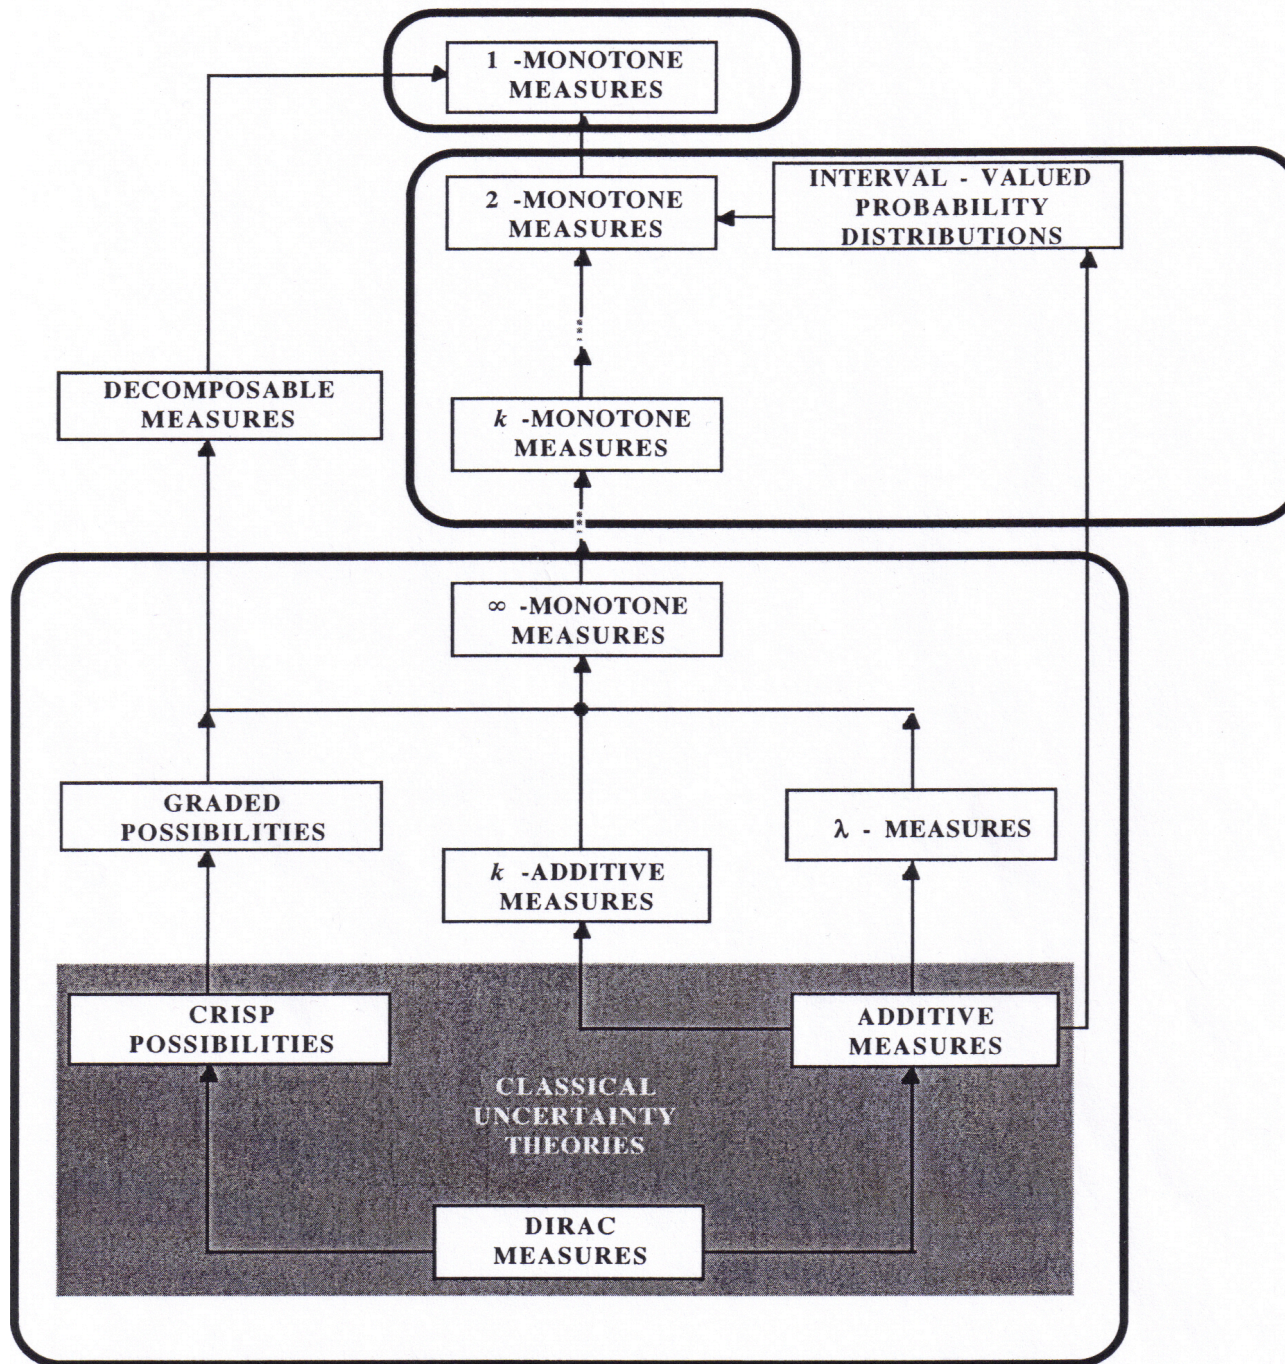 1 -MONOTONE
MEASURES
2 -MONOTONE
MEASURES
INTERVAL - VALUED
PROBABILITY
DISTRIBUTIONS
DECOMPOSABLE
MEASURES
k -MONOTONE
MEASURES
∞ -MONOTONE
MEASURES
GRADED
POSSIBILITIES
λ - MEASURES
k -ADDITIVE
MEASURES
CRISP
POSSIBILITIES
ADDITIVE
MEASURES
CLASSICAL
UNCERTAINTY
THEORIES
DIRAC
MEASURES